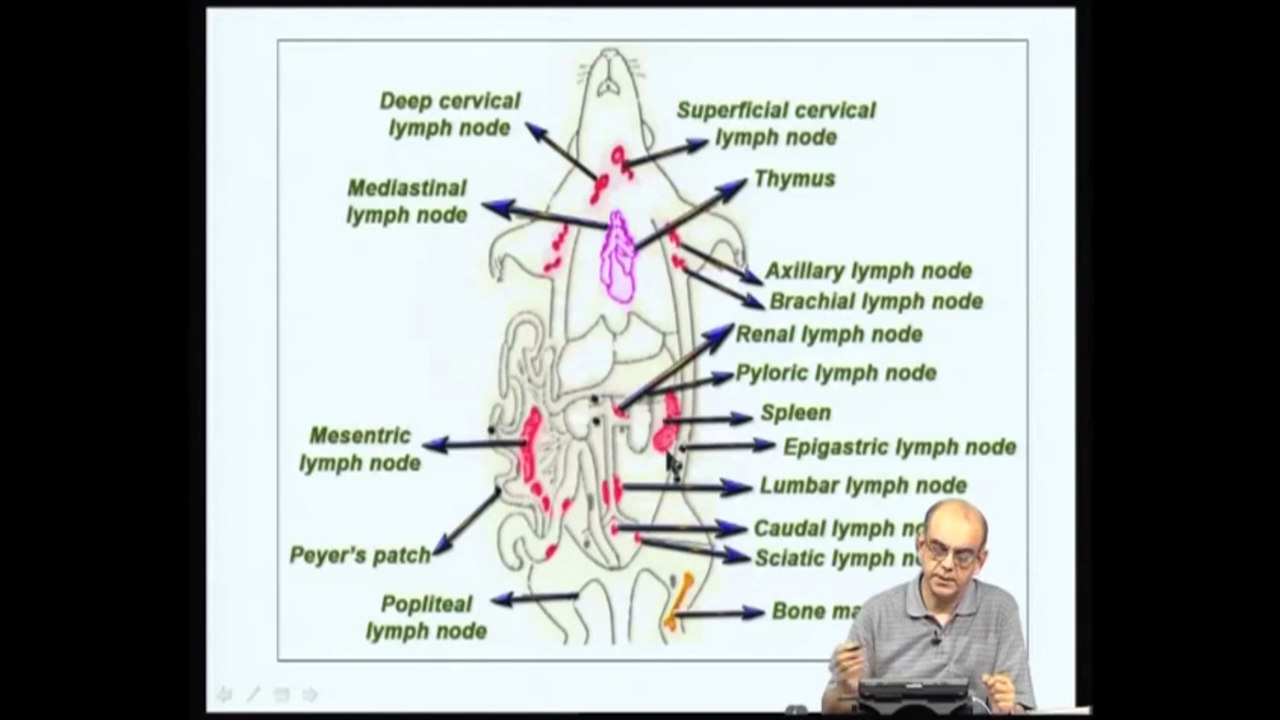 Deep cervical
lymph node
Superficial cervical
lymph node
Thymus
Mediastinal
lymph node
Axillary lymph node
Brachial lymph node
Renal lymph node
Pyloric lymph node
Spleen
Mesentric
lymph node
Epigastric lymph node
Lumbar lymph node
Caudal lymph
Sciatic lymph
Peyer's patch
Popliteal
lymph node
Bone